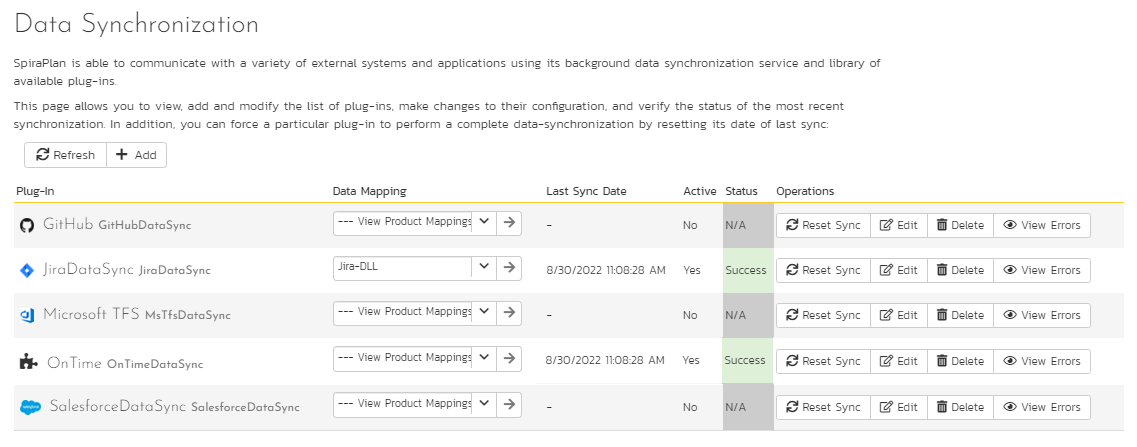 Data Synchronization
SpiraPlan is able to communicate with a variety of external systems and applications using its background data synchronization service and library of
available plug-ins.
This page allows you to view, add and modify the list of plug-ins, make changes to their configuration, and verify the status of the most recent
synchronization. In addition, you can force a particular plug-in to perform a complete data-synchronization by resetting its date of last sync:
Refresh Add
Plug-In Data Mapping Last Sync Date Active Status Operations
GitHub GitHubDataSync --- View Product Mappings - No N/A Reset Sync Edit Delete View Errors
JiraDataSync JiraDataSync Jira-DLL 8/30/2022 11:08:28 AM Yes Success Reset Sync Edit Delete View Errors
Microsoft TFS MsTfsDataSync --- View Product Mappings - No N/A Reset Sync Edit Delete View Errors
OnTime OnTimeDataSync --- View Product Mappings 8/30/2022 11:08:28 AM Yes Success Reset Sync Edit Delete View Errors
SalesforceDataSync SalesforceDataSync --- View Product Mappings - No N/A Reset Sync Edit Delete View Errors